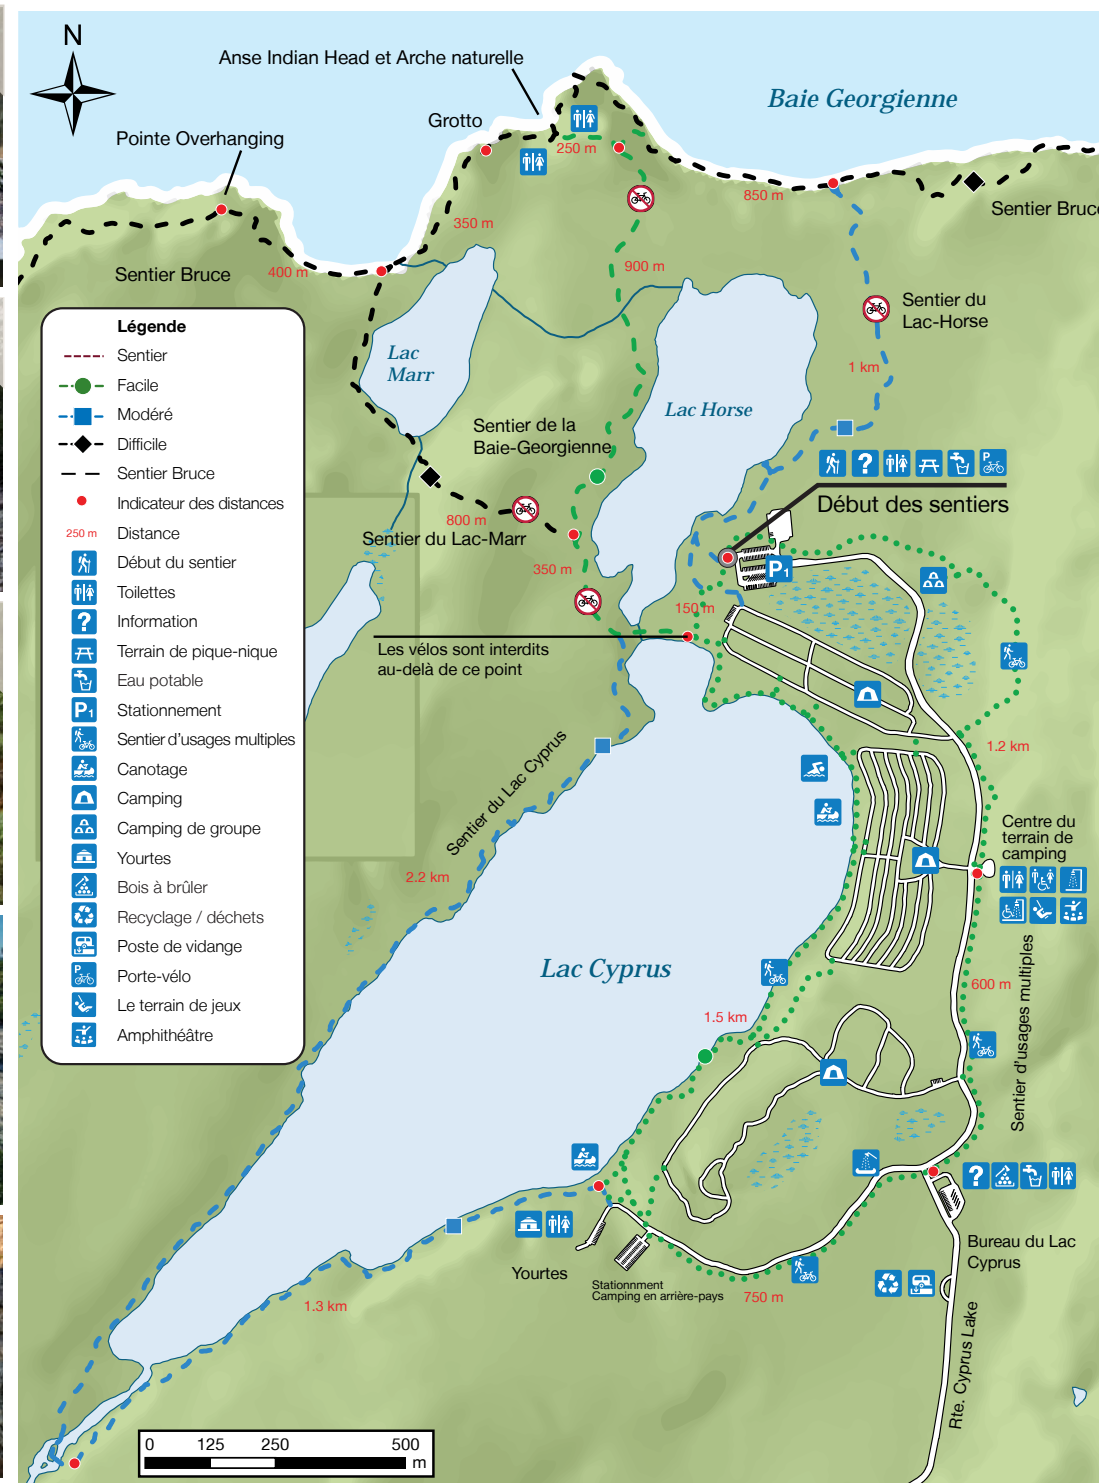 N
Anse Indian Head et Arche naturelle
Baie Georgienne
Grotto
Pointe Overhanging
250 m
850 m
Sentier Bruce
350 m
Sentier Bruce
400 m
900 m
Sentier du
Lac-Horse
1 km
Lac
Marr
Lac Horse
Sentier de la
Baie-Georgienne
Début des sentiers
P1
800 m
Sentier du Lac-Marr
350 m
150 m
Les vélos sont interdits
au-delà de ce point
1.2 km
Sentier du Lac Cyprus
2.2 km
Centre du
terrain de
camping
Lac Cyprus
600 m
Sentier d'usages multiples
1.5 km
Yourtes
Stationnment
Camping en arrière-pays
750 m
Bureau du Lac
Cyprus
Rte. Cyprus Lake
1.3 km
Légende
Sentier
Facile
Modéré
Difficile
Sentier Bruce
Indicateur des distances
250 m Distance
Début du sentier
Toilettes
? Information
Terrain de pique-nique
Eau potable
P1 Stationnement
Sentier d'usages multiples
Canotage
Camping
Camping de groupe
Yourtes
Bois à brûler
Recyclage / déchets
Poste de vidange
P Porte-vélo
Le terrain de jeux
Amphithéâtre
0 125 250 500
m